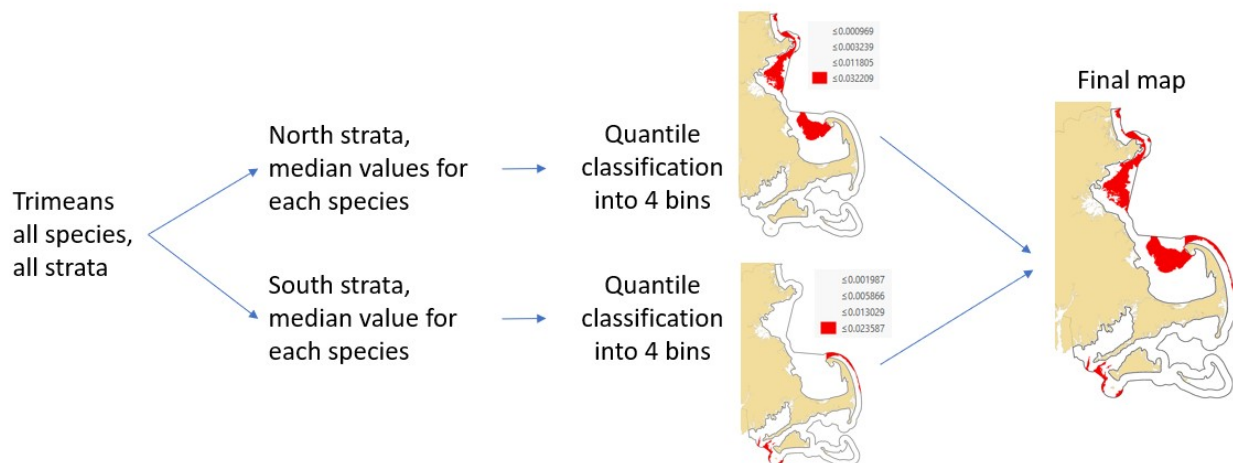 Trimeans
all species,
all strata
North strata,
median values for
each species
Quantile
classification
into 4 bins
≤0.000969
≤0.003239
≤0.011805
≤0.032209
South strata,
median value for
each species
Quantile
classification
into 4 bins
≤0.001987
≤0.005866
≤0.013029
≤0.023587
Final map